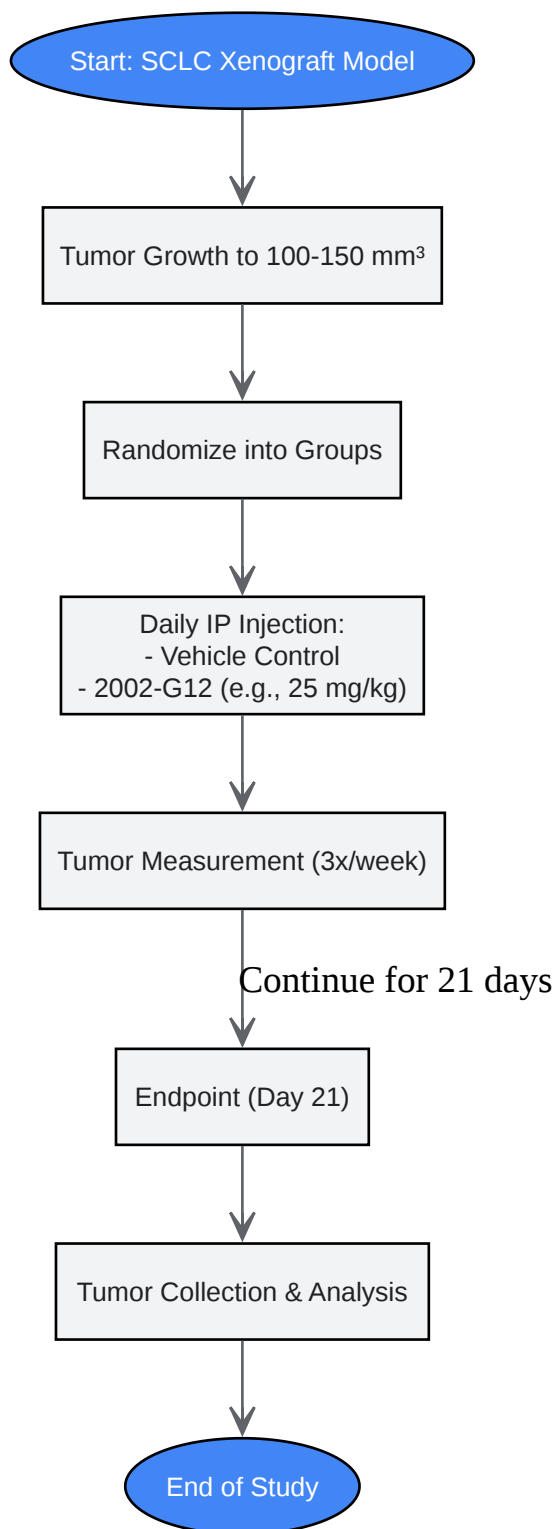 Start: SCLC Xenograft Model
Tumor Growth to 100-150 mm³
Randomize into Groups
Daily IP Injection:
- Vehicle Control
- 2002-G12 (e.g., 25 mg/kg)
Tumor Measurement (3x/week)
Continue for 21 days
Endpoint (Day 21)
Tumor Collection & Analysis
End of Study